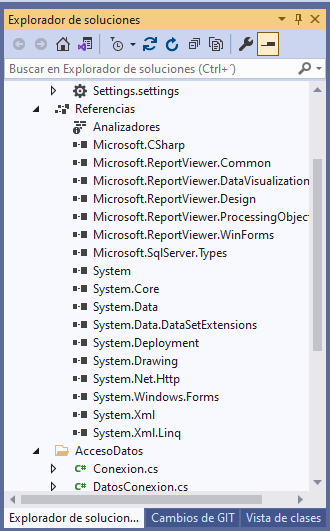 Explorador de soluciones
Buscar en Explorador de soluciones (Ctrl+´)
Settings.settings
Referencias
Analizadores
Microsoft.CSharp
Microsoft.ReportViewer.Common
Microsoft.ReportViewer.DataVisualization
Microsoft.ReportViewer.Design
Microsoft.ReportViewer.ProcessingObject
Microsoft.ReportViewer.WinForms
Microsoft.SqlServer.Types
System
System.Core
System.Data
System.Data.DataSetExtensions
System.Deployment
System.Drawing
System.Net.Http
System.Windows.Forms
System.Xml
System.Xml.Linq
AccesoDatos
C# Conexion.cs
C# DatosConexion.cs
Explorador de solucion... Cambios de GIT Vista de clases